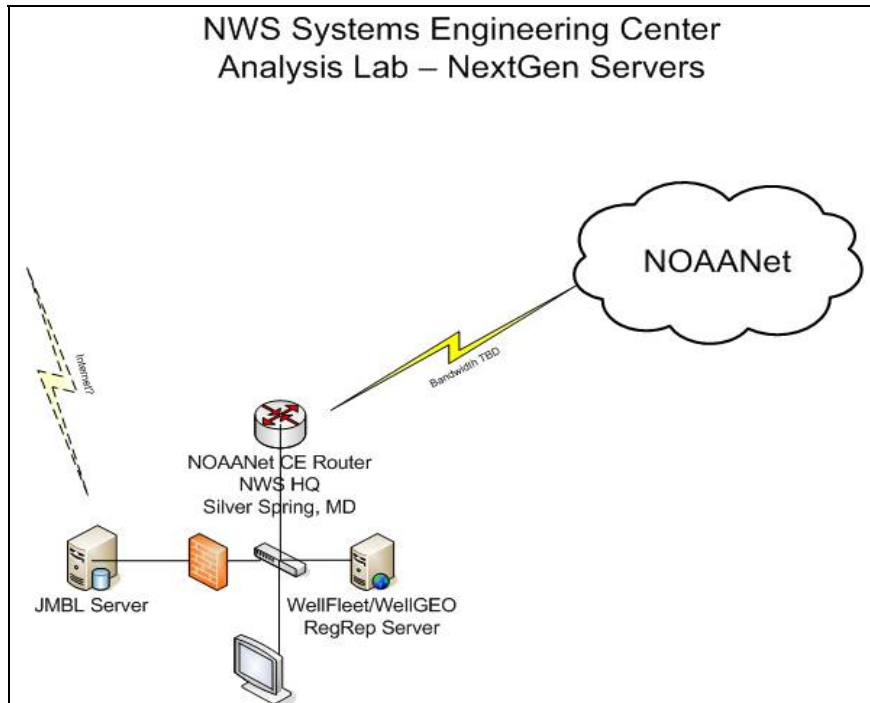 NWS Systems Engineering Center
Analysis Lab – NextGen Servers
NOAANet
Internet?
Bandwidth TBD
NOAANet CE Router
NWS HQ
Silver Spring, MD
JMBL Server
WellFleet/WellGEO
RegRep Server